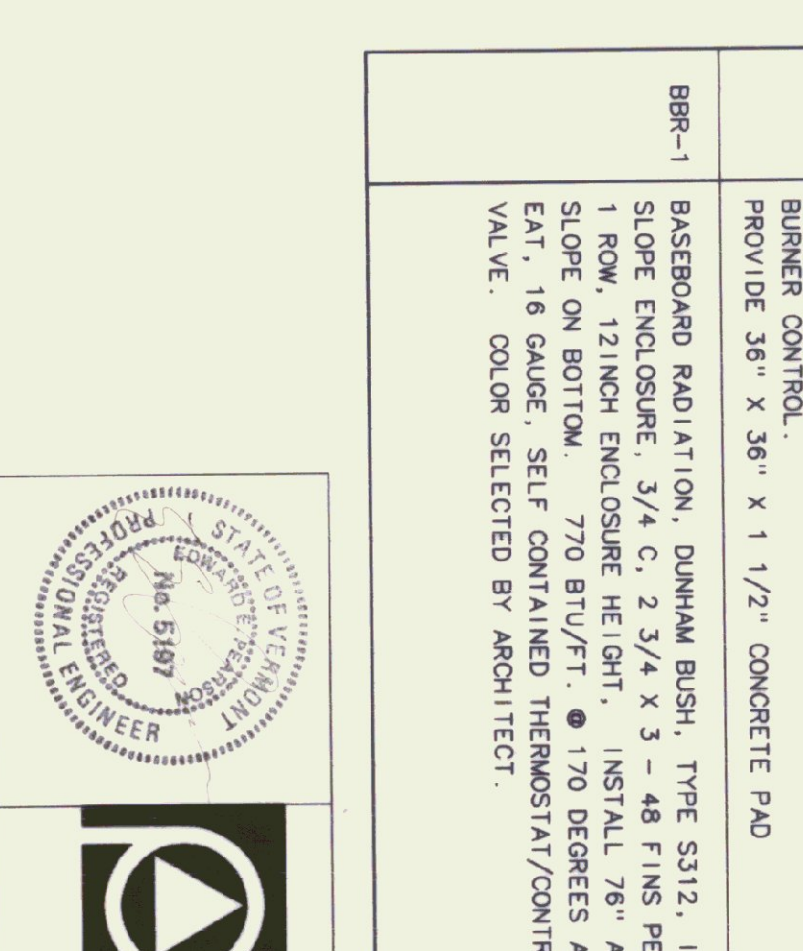 BURNER CONTROL.
PROVIDE 36" X 36" X 1 1/2" CONCRETE PAD
BBR-1
BASEBOARD RADIATION, DUNHAM BUSH, TYPE S312,
SLOPE ENCLOSURE, 3/4 C, 2 3/4 X 3 - 48 FINS PE
1 ROW, 12INCH ENCLOSURE HEIGHT, INSTALL 76" A
SLOPE ON BOTTOM. 770 BTU/FT. @ 170 DEGREES A
EAT, 16 GAUGE, SELF CONTAINED THERMOSTAT/CONTR
VALVE. COLOR SELECTED BY ARCHITECT.
STATE OF VERMONT
EDWARD E. PEARSON
No. 5197
REGISTERED
PROFESSIONAL ENGINEER